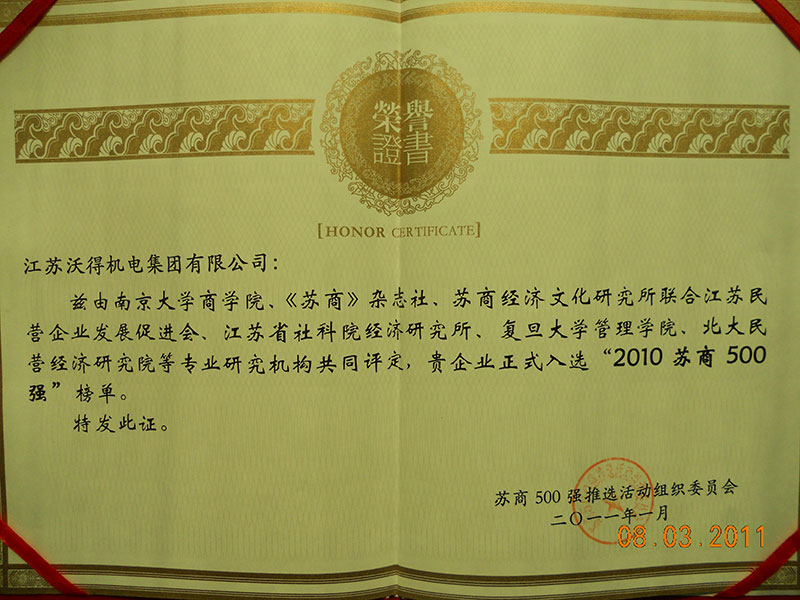 榮譽
證書
[HONOR CERTIFICATE]
江苏沃得机电集团有限公司：
兹由南京大学商学院、《苏商》杂志社、苏商经济文化研究所联合江苏民
营企业发展促进会、江苏省社科院经济研究所、复旦大学管理学院、北大民
营经济研究院等专业研究机构共同评定，贵企业正式入选“2010 苏商 500
强”榜单。
特发此证。
苏商 500 强推选活动组织委员会
二〇一一年一月
08.03.2011